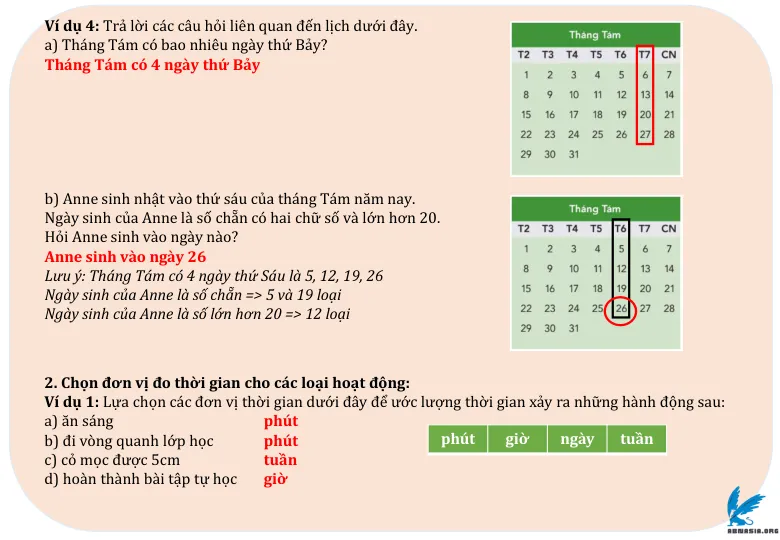 Ví dụ 4: Trả lời các câu hỏi liên quan đến lịch dưới đây.
a) Tháng Tám có bao nhiêu ngày thứ Bảy?
Tháng Tám có 4 ngày thứ Bảy
Tháng Tám
T2 T3 T4 T5 T6 T7 CN
1 2 3 4 5 6 7
8 9 10 11 12 13 14
15 16 17 18 19 20 21
22 23 24 25 26 27 28
29 30 31
b) Anne sinh nhật vào thứ sáu của tháng Tám năm nay.
Ngày sinh của Anne là số chẵn có hai chữ số và lớn hơn 20.
Hỏi Anne sinh vào ngày nào?
Anne sinh vào ngày 26
Lưu ý: Tháng Tám có 4 ngày thứ Sáu là 5, 12, 19, 26
Ngày sinh của Anne là số chẵn => 5 và 19 loại
Ngày sinh của Anne là số lớn hơn 20 => 12 loại
Tháng Tám
T2 T3 T4 T5 T6 T7 CN
1 2 3 4 5 6 7
8 9 10 11 12 13 14
15 16 17 18 19 20 21
22 23 24 25 26 27 28
29 30 31
2. Chọn đơn vị đo thời gian cho các loại hoạt động:
Ví dụ 1: Lựa chọn các đơn vị thời gian dưới đây để ước lượng thời gian xảy ra những hành động sau:
a) ăn sáng phút
b) đi vòng quanh lớp học phút
c) cỏ mọc được 5cm tuần
d) hoàn thành bài tập tự học giờ
phút giờ ngày tuần
ABMASIA.ORG